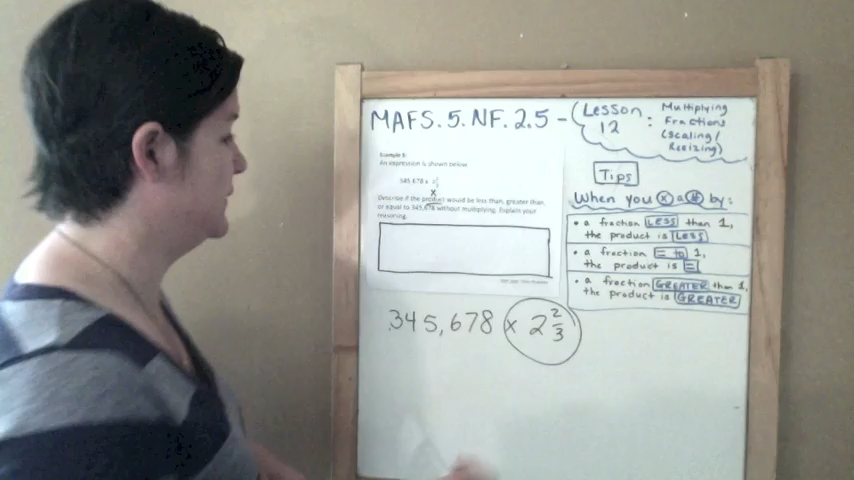 MAFS.5.NF.2.5 -
Lesson 12 :
Multiplying
Fractions
(scaling/
Resizing)
Example 3:
An expression is shown below.
345,678 x
x
Describe if the product would be less than, greater than,
or equal to 345,678 without multiplying. Explain your
reasoning.
Tips
When you x a # by:
• a fraction LESS than 1,
the product is LESS
• a fraction = to 1,
the product is =
• a fraction GREATER than 1,
the product is GREATER
345,678 x 2 2/3